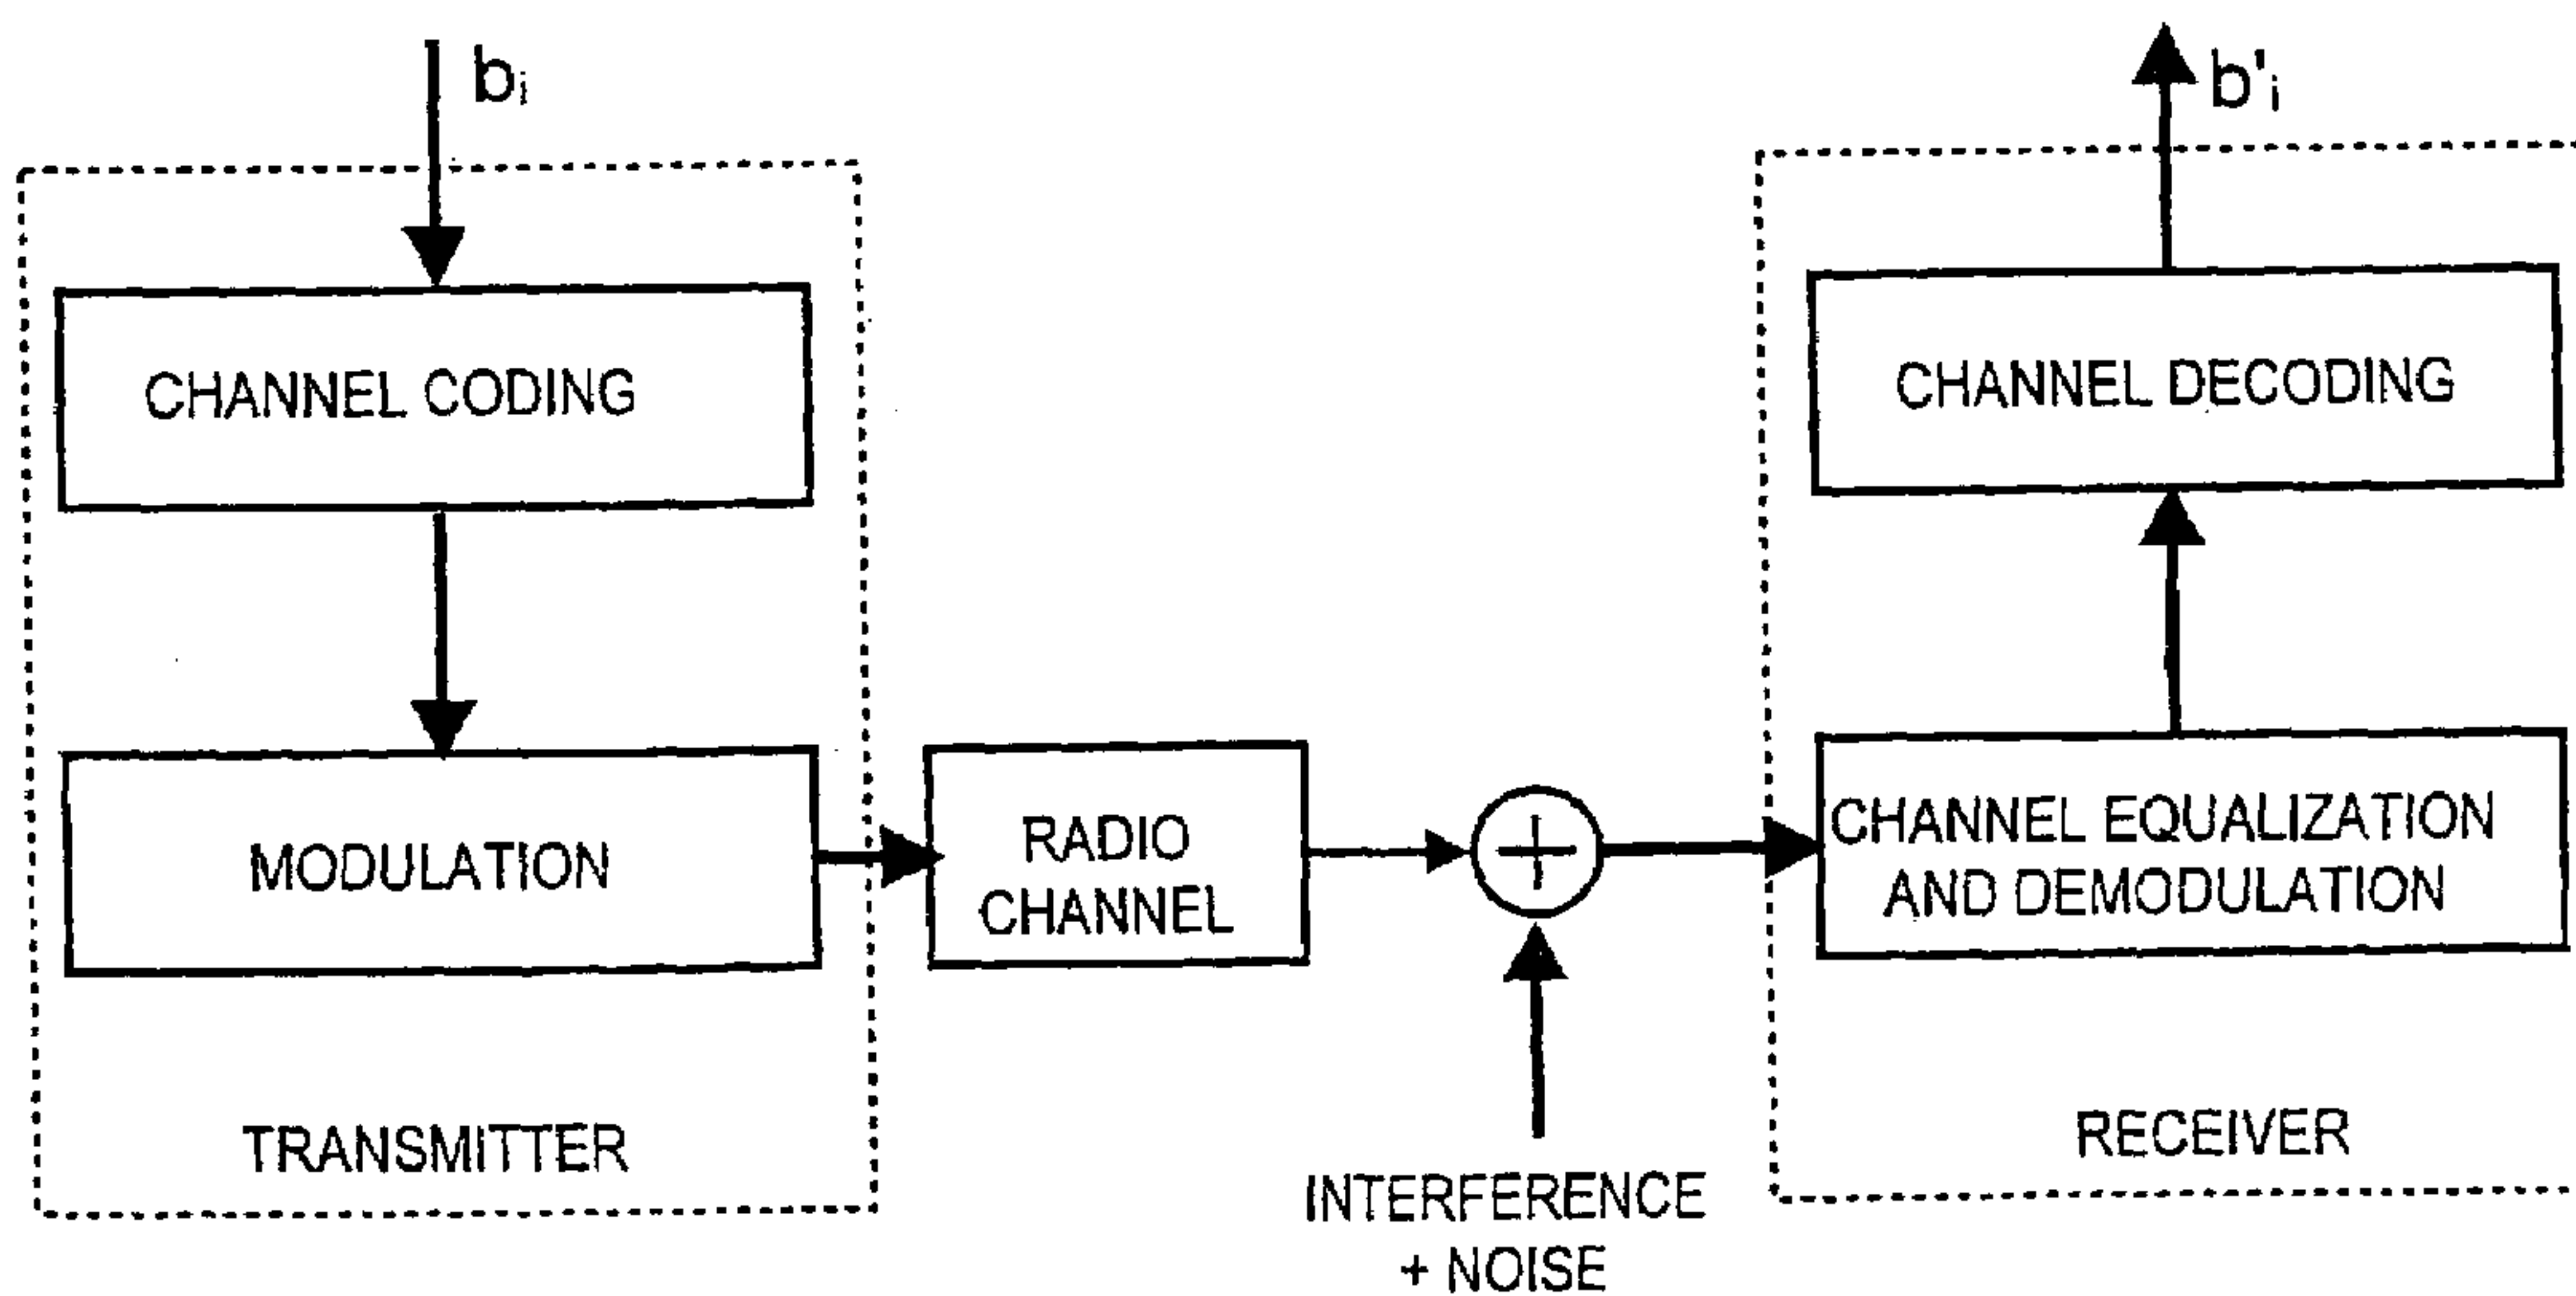 bi
b'i
CHANNEL CODING
CHANNEL DECODING
MODULATION
RADIO
CHANNEL
+
CHANNEL EQUALIZATION
AND DEMODULATION
TRANSMITTER
RECEIVER
INTERFERENCE
+ NOISE